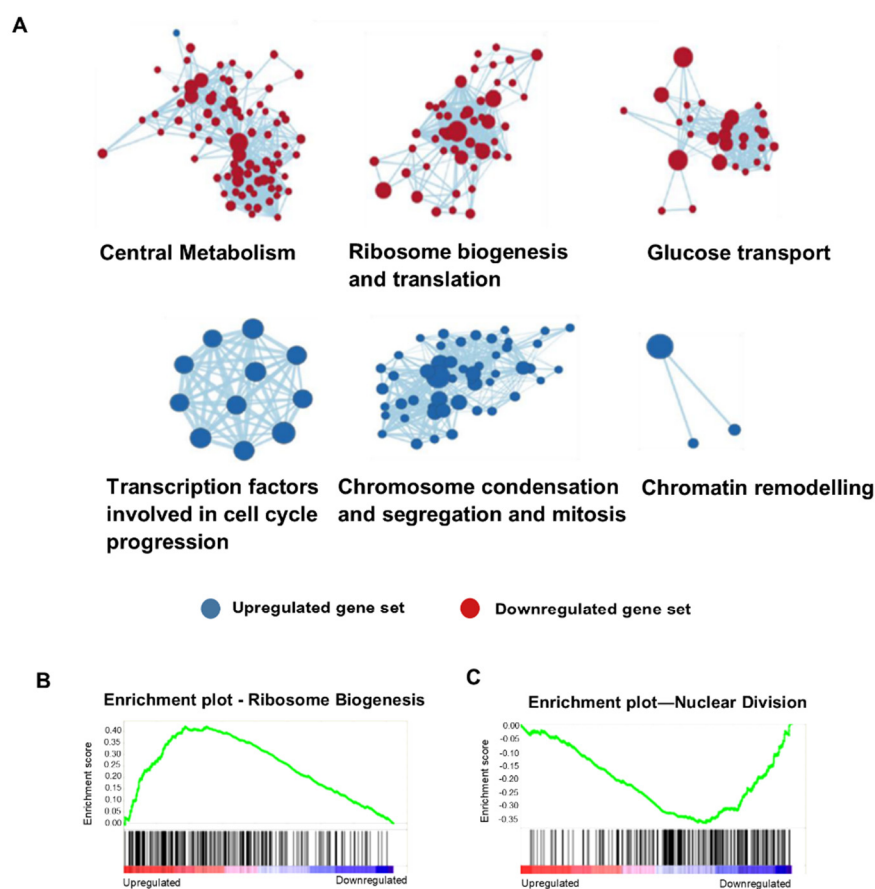 A
Central Metabolism
Ribosome biogenesis
and translation
Glucose transport
Transcription factors
involved in cell cycle
progression
Chromosome condensation
and segregation and mitosis
Chromatin remodelling
Upregulated gene set
Downregulated gene set
B
Enrichment plot - Ribosome Biogenesis
Enrichment score
0.40
0.35
0.30
0.25
0.20
0.15
0.10
0.05
0.00
Upregulated
Downregulated
C
Enrichment plot—Nuclear Division
Enrichment score
0.00
-0.05
-0.10
-0.15
-0.20
-0.25
-0.30
-0.35
Upregulated
Downregulated